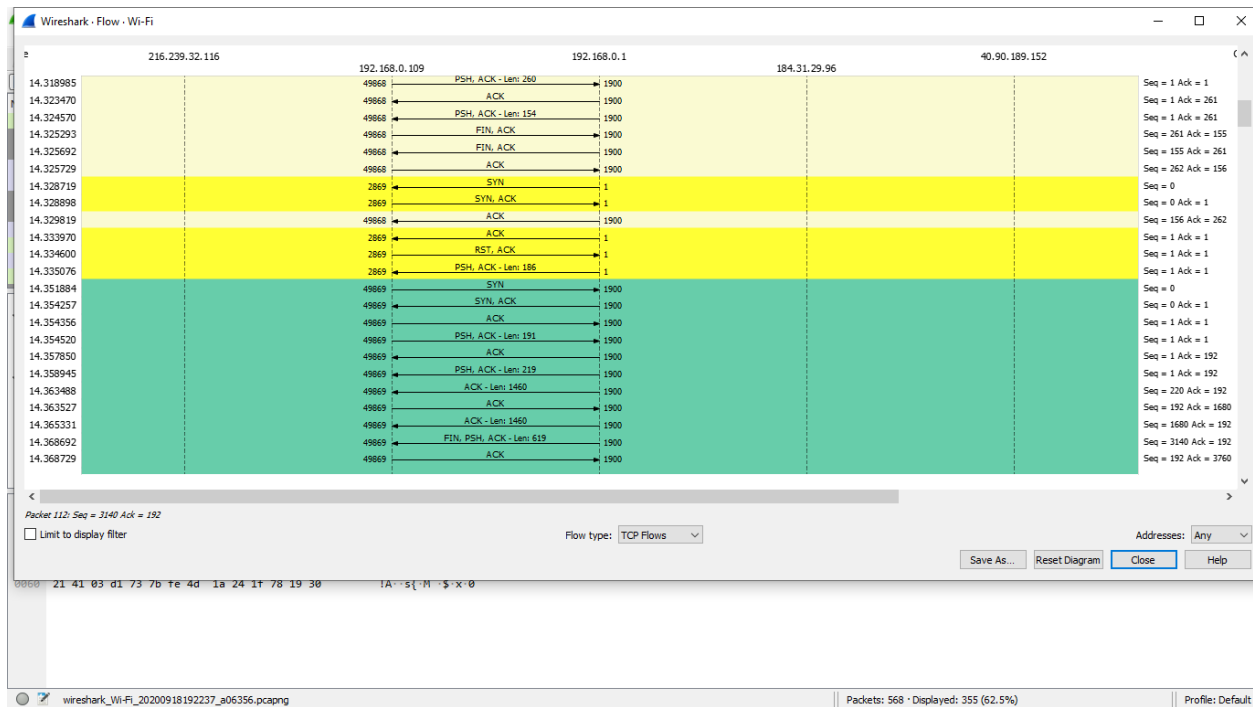 Wireshark · Flow · Wi-Fi
216.239.32.116 192.168.0.1 40.90.189.152
192.168.0.109 184.31.29.96
14.318985 49868 PSH, ACK - Len: 260 1900 Seq = 1 Ack = 1
14.323470 49868 ACK 1900 Seq = 1 Ack = 261
14.324570 49868 PSH, ACK - Len: 154 1900 Seq = 1 Ack = 261
14.325293 49868 FIN, ACK 1900 Seq = 261 Ack = 155
14.325692 49868 FIN, ACK 1900 Seq = 155 Ack = 261
14.325729 49868 ACK 1900 Seq = 262 Ack = 156
14.328719 2869 SYN 1 Seq = 0
14.328898 2869 SYN, ACK 1 Seq = 0 Ack = 1
14.329819 49868 ACK 1900 Seq = 156 Ack = 262
14.333970 2869 ACK 1 Seq = 1 Ack = 1
14.334600 2869 RST, ACK 1 Seq = 1 Ack = 1
14.335076 2869 PSH, ACK - Len: 186 1 Seq = 1 Ack = 1
14.351884 49869 SYN 1900 Seq = 0
14.354257 49869 SYN, ACK 1900 Seq = 0 Ack = 1
14.354356 49869 ACK 1900 Seq = 1 Ack = 1
14.354520 49869 PSH, ACK - Len: 191 1900 Seq = 1 Ack = 1
14.357850 49869 ACK 1900 Seq = 1 Ack = 192
14.358945 49869 PSH, ACK - Len: 219 1900 Seq = 1 Ack = 192
14.363488 49869 ACK - Len: 1460 1900 Seq = 220 Ack = 192
14.363527 49869 ACK 1900 Seq = 192 Ack = 1680
14.365331 49869 ACK - Len: 1460 1900 Seq = 1680 Ack = 192
14.368692 49869 FIN, PSH, ACK - Len: 619 1900 Seq = 3140 Ack = 192
14.368729 49869 ACK 1900 Seq = 192 Ack = 3760
Packet 112: Seq = 3140 Ack = 192
Limit to display filter Flow type: TCP Flows Addresses: Any
Save As... Reset Diagram Close Help
0060 21 41 03 d1 73 7b fe 4d 1a 24 1f 78 19 30 !A··s{·M ·$·x·0
wireshark_Wi-Fi_20200918192237_a06356.pcapng Packets: 568 · Displayed: 355 (62.5%) Profile: Default